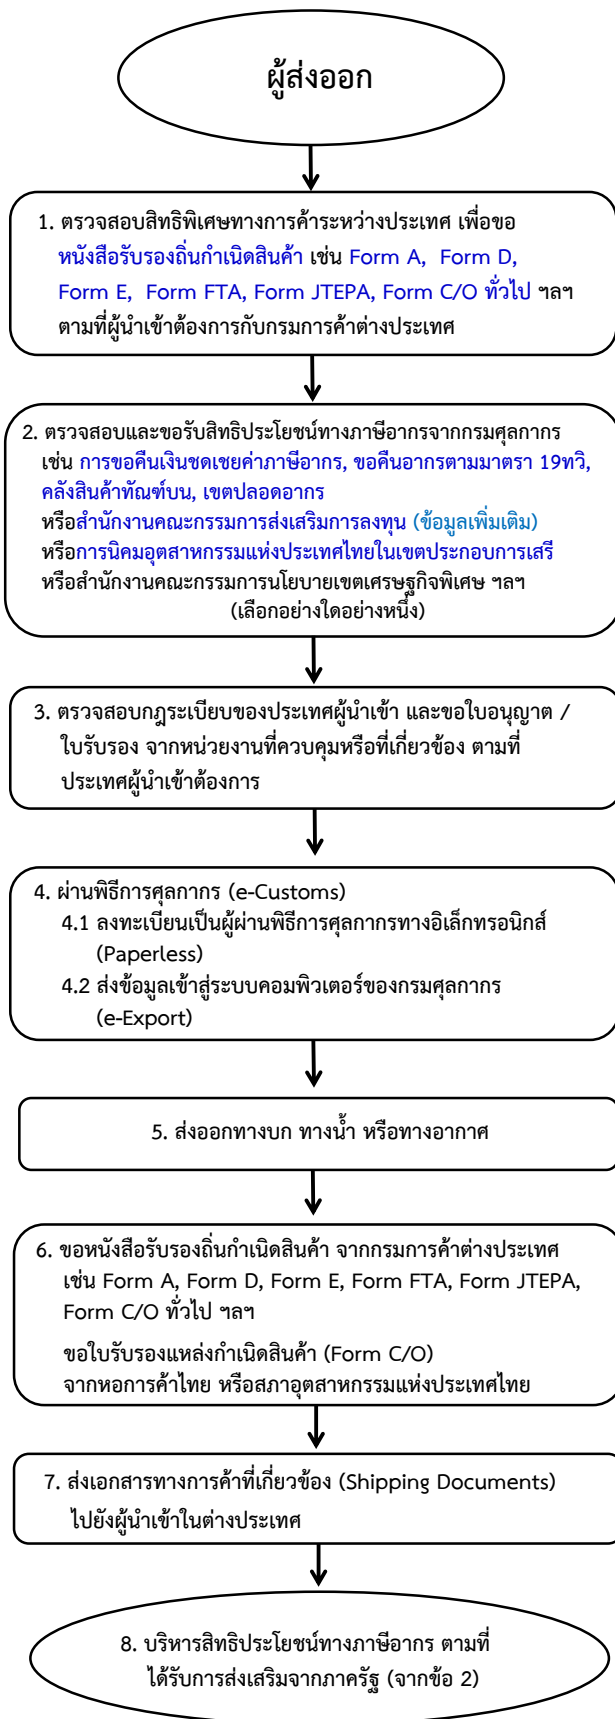 ผู้ส่งออก
1. ตรวจสอบสิทธิพิเศษทางการค้าระหว่างประเทศ เพื่อขอ
หนังสือรับรองถิ่นกำเนิดสินค้า เช่น Form A, Form D,
Form E, Form FTA, Form JTEPA, Form C/O ทั่วไป ฯลฯ
ตามที่ผู้นำเข้าต้องการกับกรมการค้าต่างประเทศ
2. ตรวจสอบและขอรับสิทธิประโยชน์ทางภาษีอากรจากกรมศุลกากร
เช่น การขอคืนเงินชดเชยค่าภาษีอากร, ขอคืนอากรตามมาตรา 19ทวิ,
คลังสินค้าทัณฑ์บน, เขตปลอดอากร
หรือสำนักงานคณะกรรมการส่งเสริมการลงทุน (ข้อมูลเพิ่มเติม)
หรือการนิคมอุตสาหกรรมแห่งประเทศไทยในเขตประกอบการเสรี
หรือสำนักงานคณะกรรมการนโยบายเขตเศรษฐกิจพิเศษ ฯลฯ
(เลือกอย่างใดอย่างหนึ่ง)
3. ตรวจสอบกฎระเบียบของประเทศผู้นำเข้า และขอใบอนุญาต /
ใบรับรอง จากหน่วยงานที่ควบคุมหรือที่เกี่ยวข้อง ตามที่
ประเทศผู้นำเข้าต้องการ
4. ผ่านพิธีการศุลกากร (e-Customs)
4.1 ลงทะเบียนเป็นผู้ผ่านพิธีการศุลกากรทางอิเล็กทรอนิกส์
(Paperless)
4.2 ส่งข้อมูลเข้าสู่ระบบคอมพิวเตอร์ของกรมศุลกากร
(e-Export)
5. ส่งออกทางบก ทางน้ำ หรือทางอากาศ
6. ขอหนังสือรับรองถิ่นกำเนิดสินค้า จากกรมการค้าต่างประเทศ
เช่น Form A, Form D, Form E, Form FTA, Form JTEPA,
Form C/O ทั่วไป ฯลฯ
ขอใบรับรองแหล่งกำเนิดสินค้า (Form C/O)
จากหอการค้าไทย หรือสภาอุตสาหกรรมแห่งประเทศไทย
7. ส่งเอกสารทางการค้าที่เกี่ยวข้อง (Shipping Documents)
ไปยังผู้นำเข้าในต่างประเทศ
8. บริหารสิทธิประโยชน์ทางภาษีอากร ตามที่
ได้รับการส่งเสริมจากภาครัฐ (จากข้อ 2)